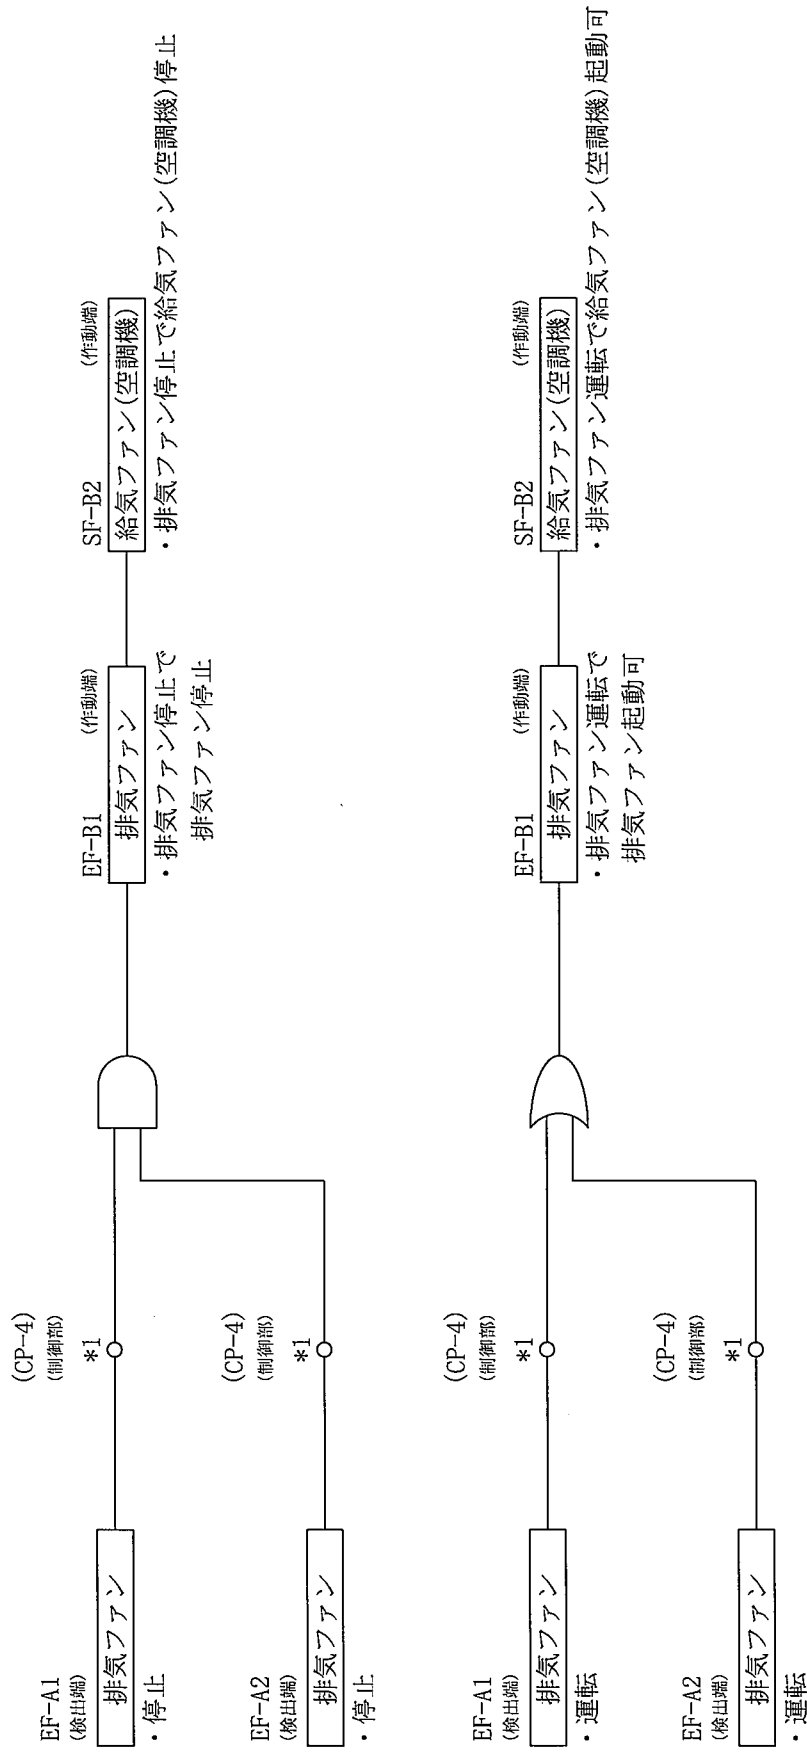 EF-A1
(検出端)
排気ファン
・停止
(CP-4)
(制御部)
*1
EF-A2
(検出端)
排気ファン
・停止
(CP-4)
(制御部)
*1
EF-B1
(作動端)
排気ファン
・排気ファン停止で
排気ファン停止
SF-B2
(作動端)
給気ファン(空調機)
・排気ファン停止で給気ファン(空調機)停止
EF-A1
(検出端)
排気ファン
・運転
(CP-4)
(制御部)
*1
EF-A2
(検出端)
排気ファン
・運転
(CP-4)
(制御部)
*1
EF-B1
(作動端)
排気ファン
・排気ファン運転で
排気ファン起動可
SF-B2
(作動端)
給気ファン(空調機)
・排気ファン運転で給気ファン(空調機)起動可